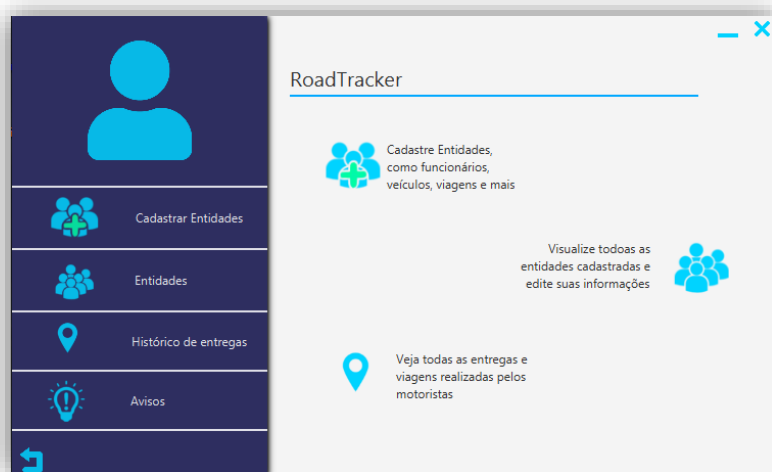 RoadTracker
Cadastre Entidades,
como funcionários,
veículos, viagens e mais
Cadastrar Entidades
Visualize todoas as
entidades cadastradas e
edite suas informações
Entidades
Histórico de entregas
Veja todas as entregas e
viagens realizadas pelos
motoristas
Avisos